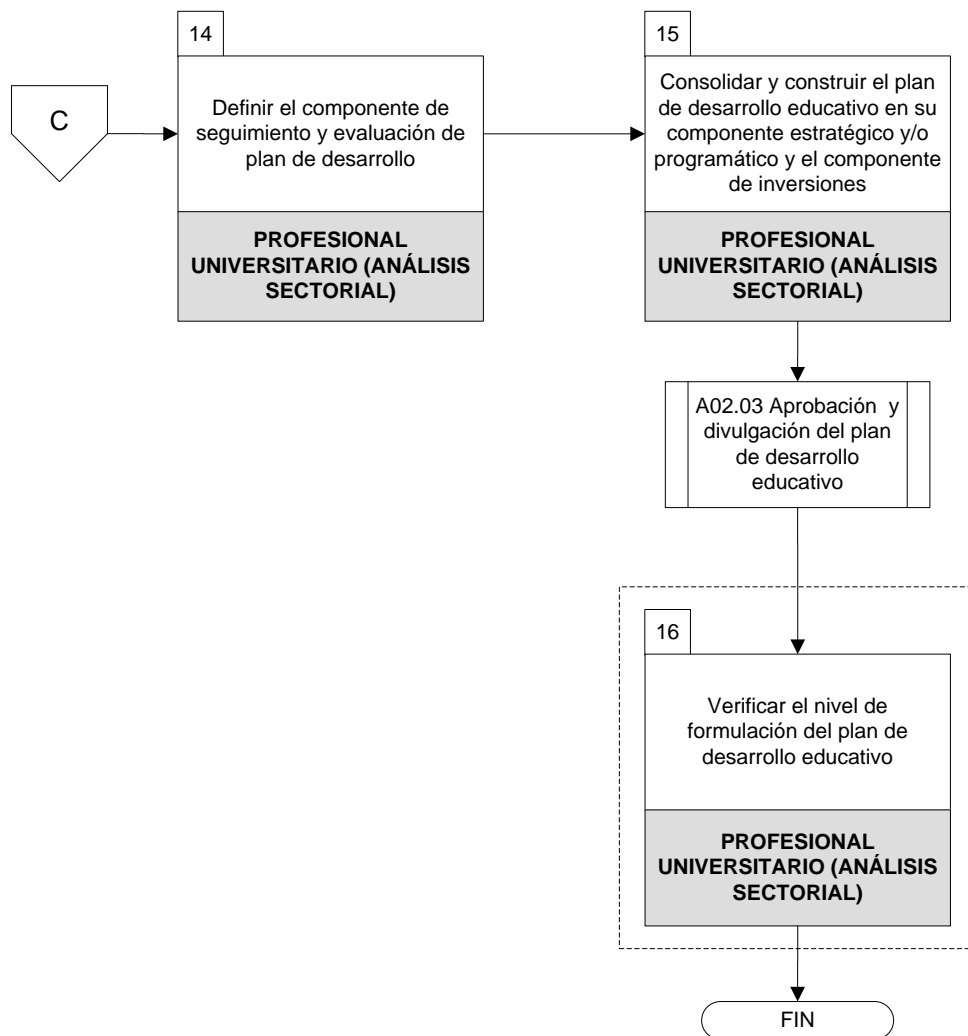 C
14
Definir el componente de
seguimiento y evaluación de
plan de desarrollo
PROFESIONAL
UNIVERSITARIO (ANÁLISIS
SECTORIAL)
15
Consolidar y construir el plan
de desarrollo educativo en su
componente estratégico y/o
programático y el componente
de inversiones
PROFESIONAL
UNIVERSITARIO (ANÁLISIS
SECTORIAL)
A02.03 Aprobación y
divulgación del plan
de desarrollo
educativo
16
Verificar el nivel de
formulación del plan de
desarrollo educativo
PROFESIONAL
UNIVERSITARIO (ANÁLISIS
SECTORIAL)
FIN